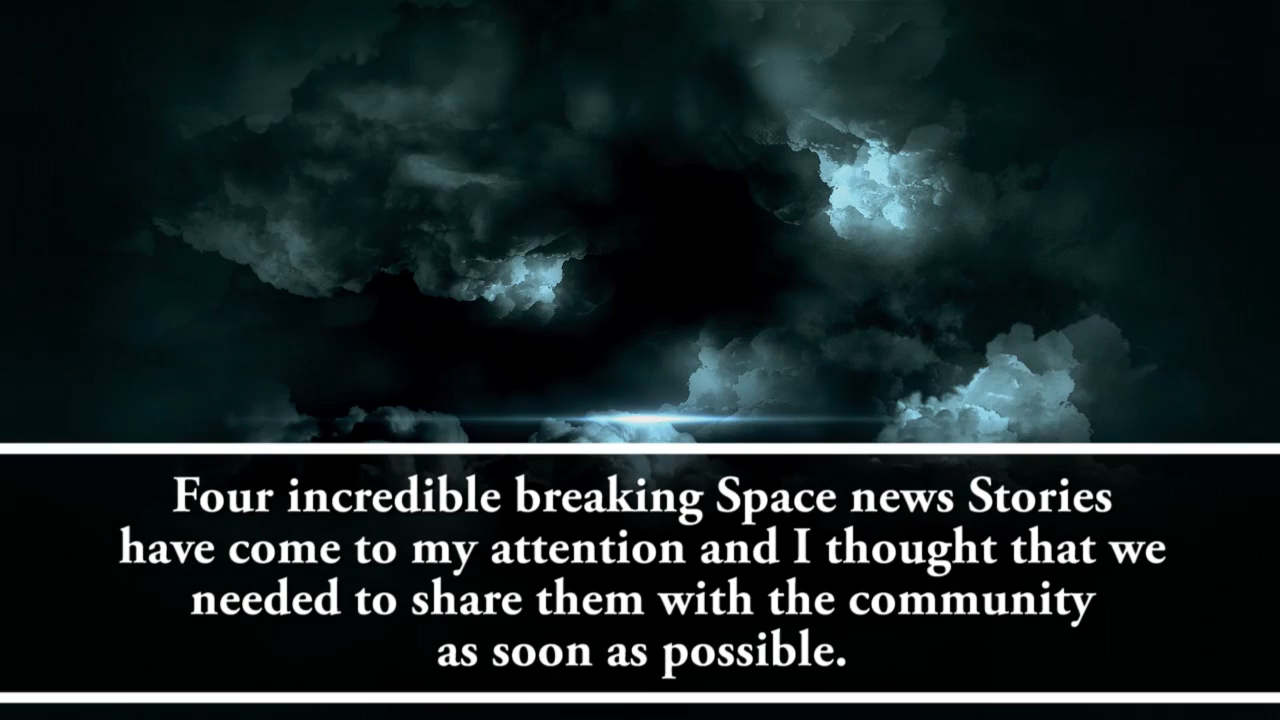 Four incredible breaking Space news Stories
have come to my attention and I thought that we
needed to share them with the community
as soon as possible.